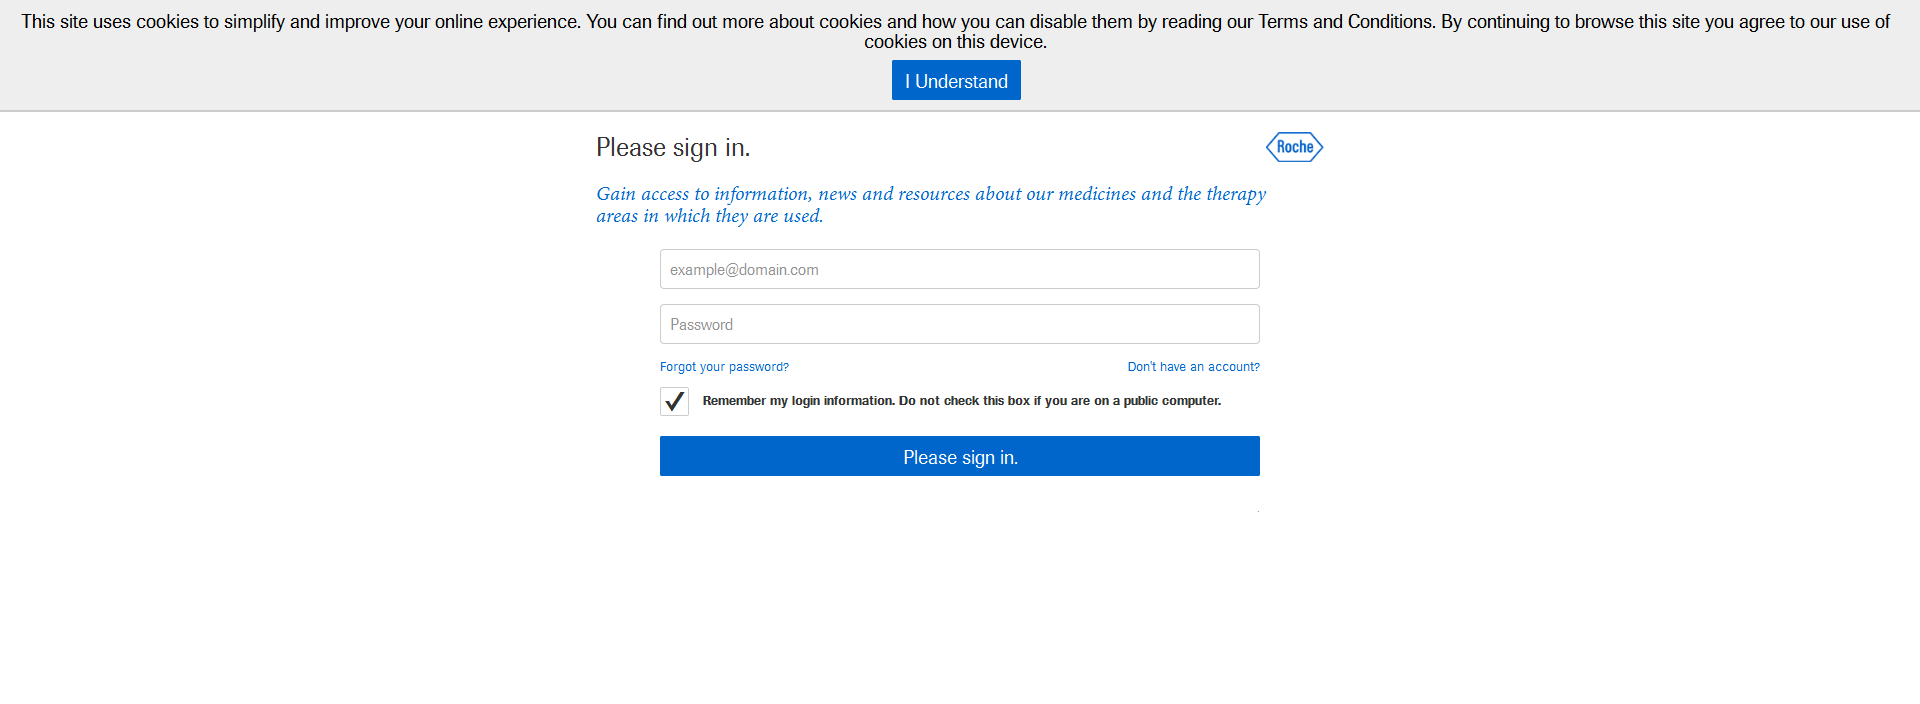 This site uses cookies to simplify and improve your online experience. You can find out more about cookies and how you can disable them by reading our Terms and Conditions. By continuing to browse this site you agree to our use of
cookies on this device.
I Understand
Please sign in.
Roche
Gain access to information, news and resources about our medicines and the therapy
areas in which they are used.
example@domain.com
Password
Forgot your password?
Don't have an account?
Remember my login information. Do not check this box if you are on a public computer.
Please sign in.